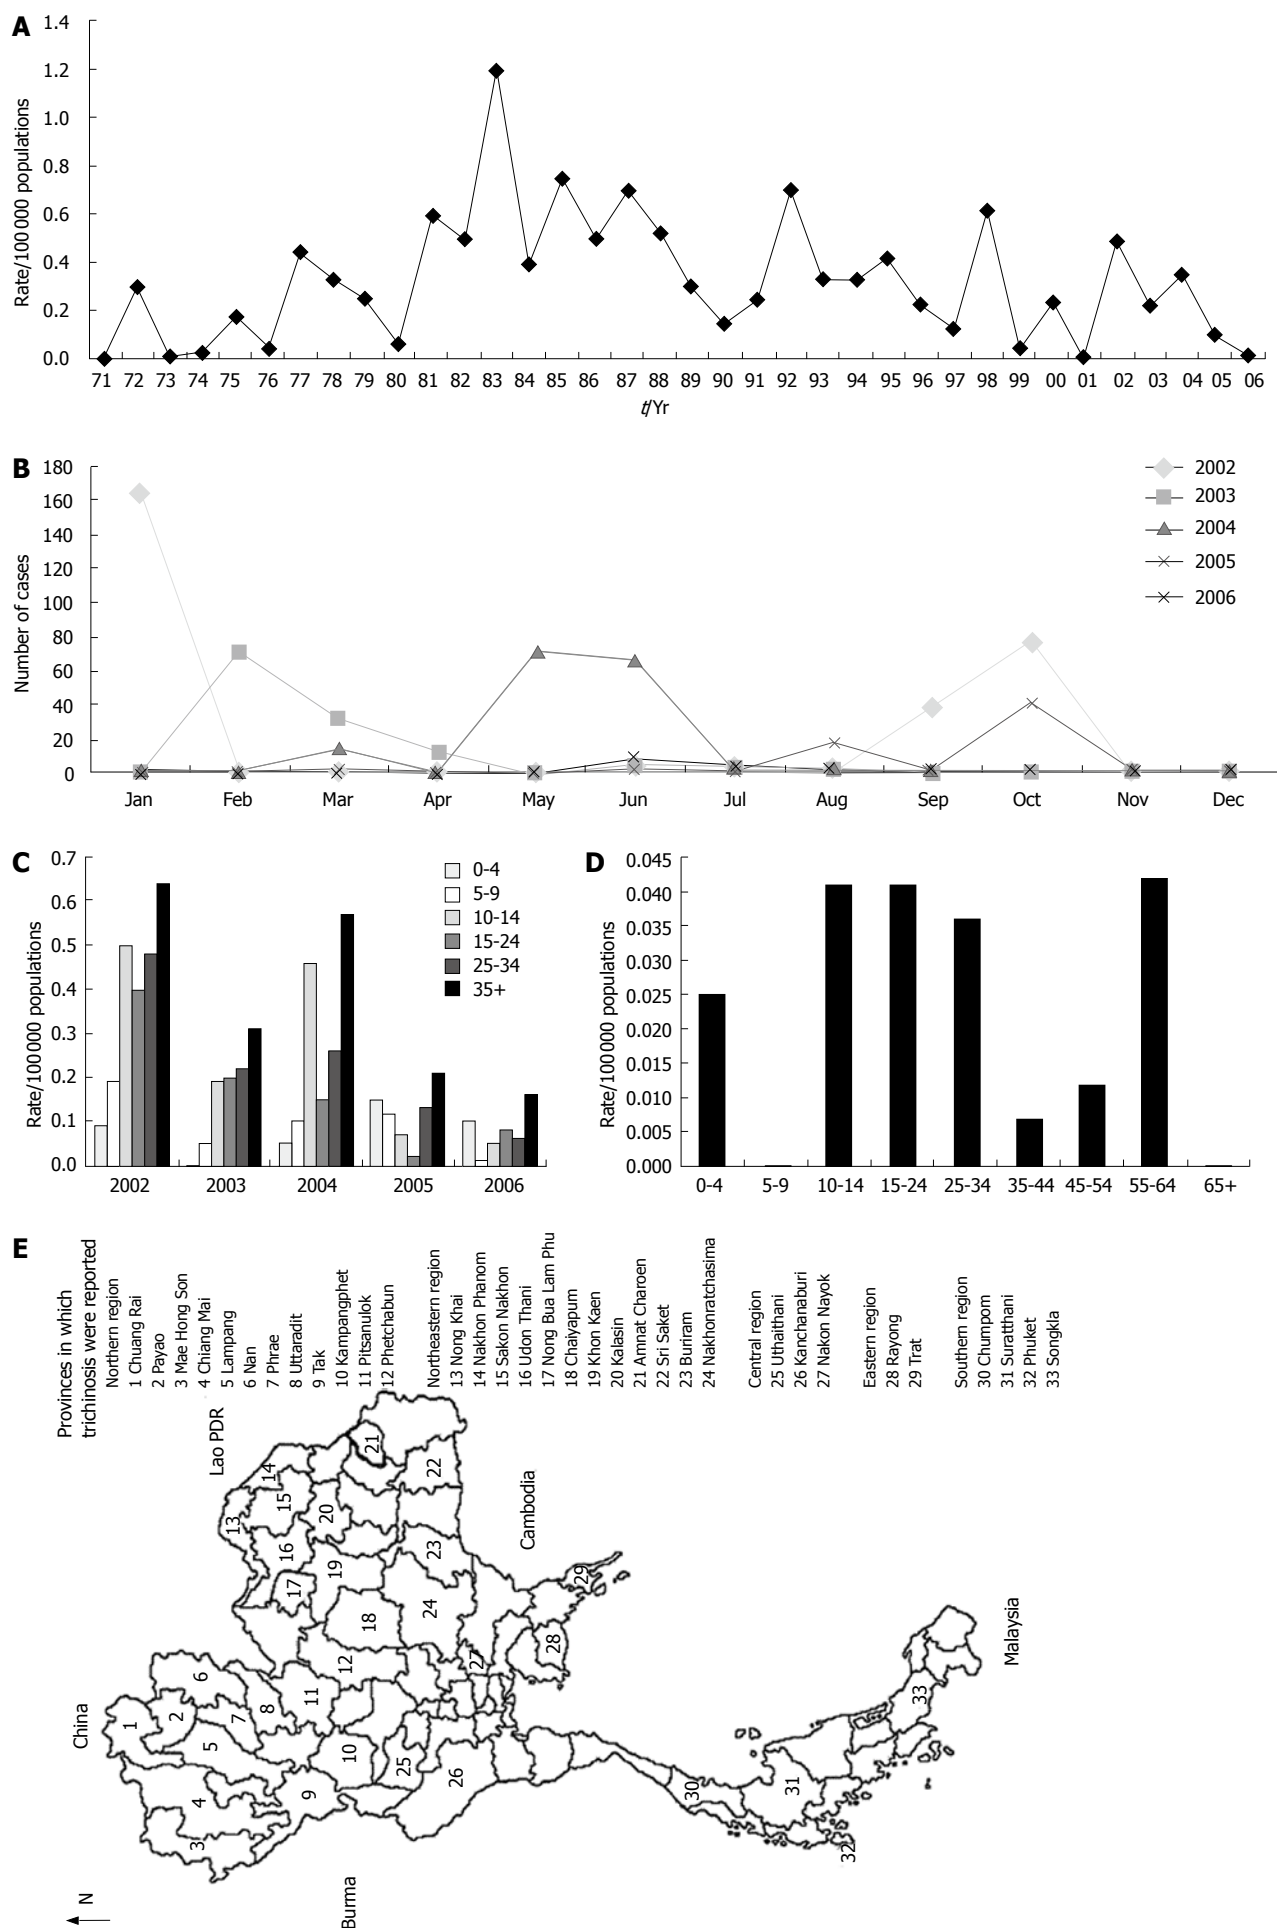 A
Rate/100 000 populations
1.4
1.2
1.0
0.8
0.6
0.4
0.2
0.0
71 72 73 74 75 76 77 78 79 80 81 82 83 84 85 86 87 88 89 90 91 92 93 94 95 96 97 98 99 00 01 02 03 04 05 06
t/Yr
B
Number of cases
180
160
140
120
100
80
60
40
20
0
Jan Feb Mar Apr May Jun Jul Aug Sep Oct Nov Dec
2002
2003
2004
2005
2006
C
Rate/100 000 populations
0.7
0.6
0.5
0.4
0.3
0.2
0.1
0.0
2002 2003 2004 2005 2006
0-4
5-9
10-14
15-24
25-34
35+
D
Rate/100 000 populations
0.045
0.040
0.035
0.030
0.025
0.020
0.015
0.010
0.005
0.000
0-4 5-9 10-14 15-24 25-34 35-44 45-54 55-64 65+
E
Provinces in which
trichinosis were reported
Northern region
1 Chuang Rai
2 Payao
3 Mae Hong Son
4 Chiang Mai
5 Lampang
6 Nan
7 Phrae
8 Uttaradit
9 Tak
10 Kampangphet
11 Pitsanulok
12 Phetchabun
Northeastern region
13 Nong Khai
14 Nakhon Phanom
15 Sakon Nakhon
16 Udon Thani
17 Nong Bua Lam Phu
18 Chaiyapum
19 Khon Kaen
20 Kalasin
21 Amnat Charoen
22 Sri Saket
23 Buriram
24 Nakhonratchasima
Central region
25 Uthaithani
26 Kanchanaburi
27 Nakon Nayok
Eastern region
28 Rayong
29 Trat
Southern region
30 Chumpom
31 Suratthani
32 Phuket
33 Songkla
N
Burma
China
Lao PDR
Cambodia
Malaysia
1
2
3
4
5
6
7
8
9
10
11
12
13
14
15
16
17
18
19
20
21
22
23
24
25
26
27
28
29
30
31
32
33